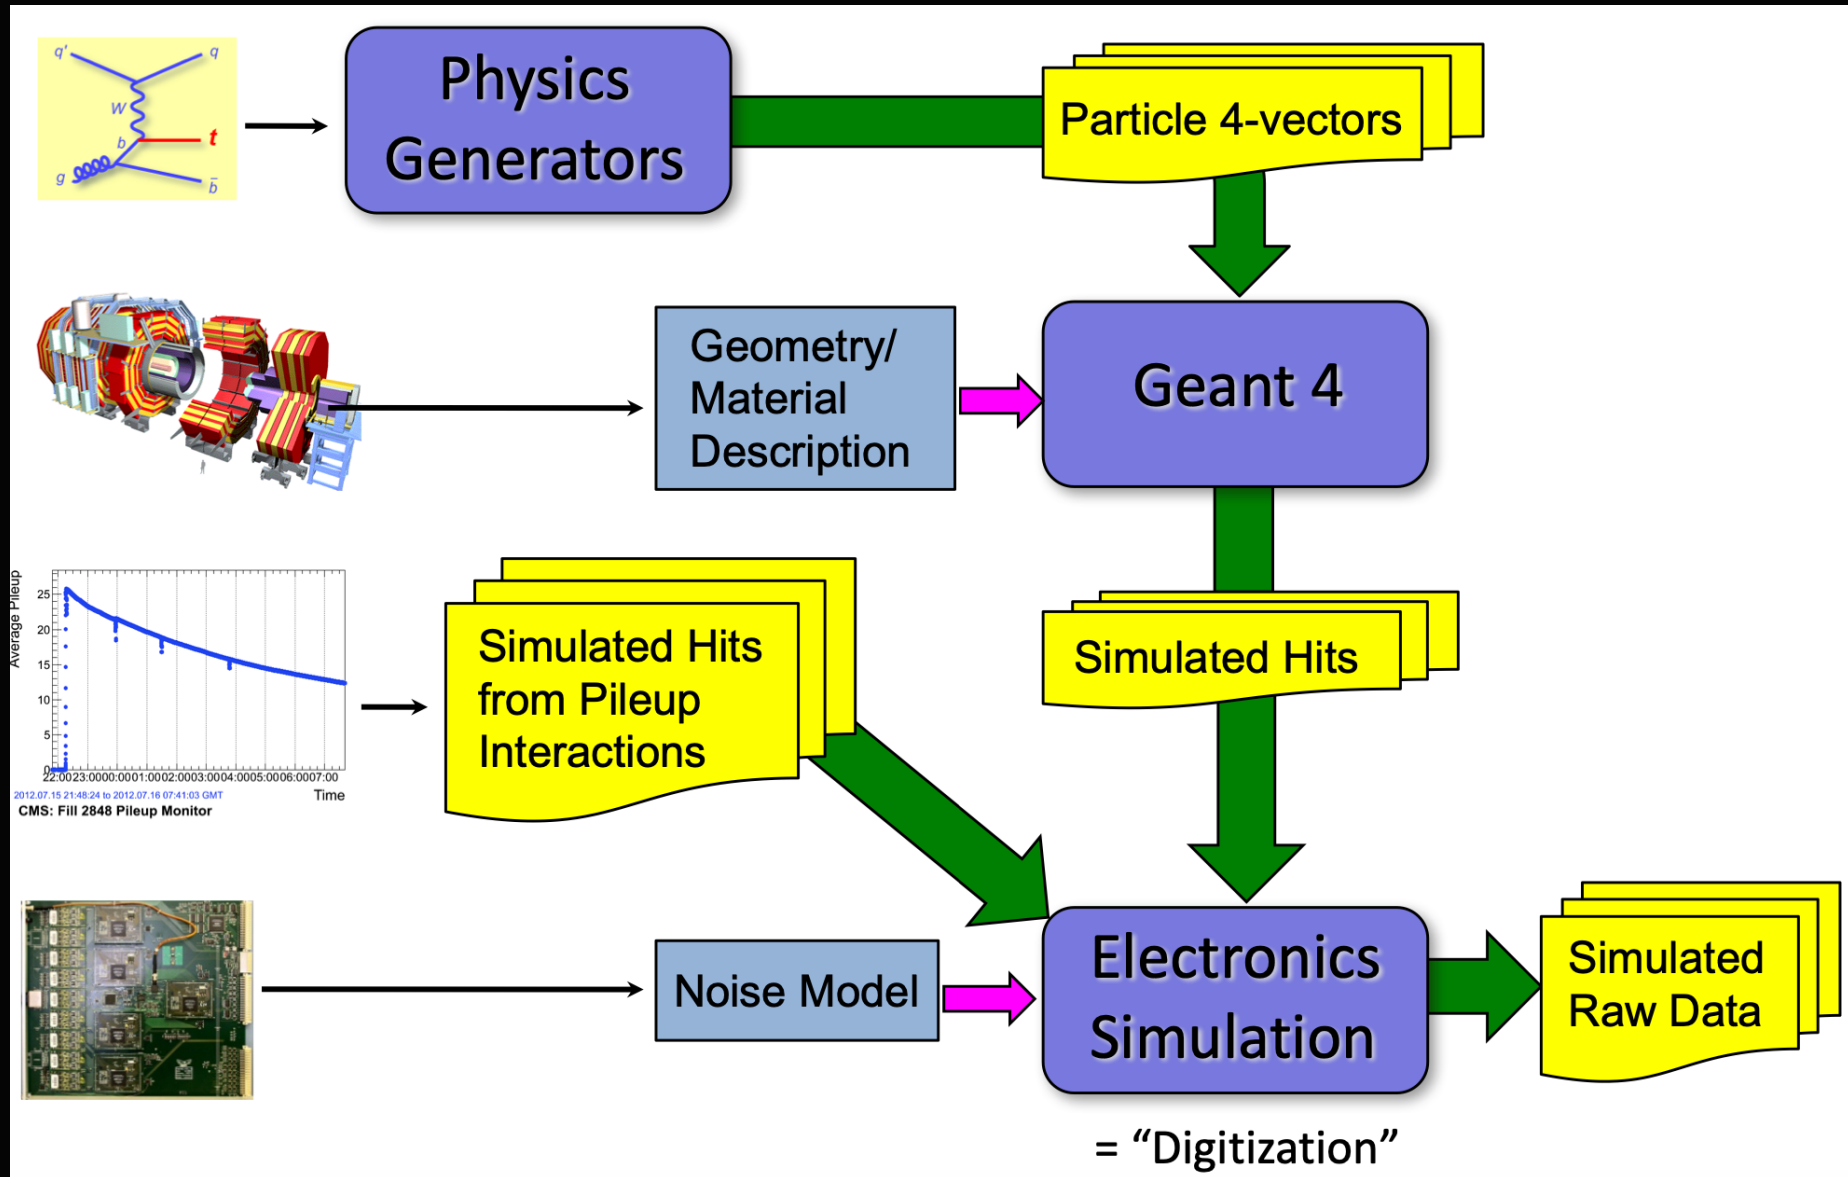 q'
q
W
b
t
g
b̄
Physics
Generators
Particle 4-vectors
Geometry/
Material
Description
Geant 4
Average Pileup
25
20
15
10
5
0
22:00 23:00 00:00 01:00 02:00 03:00 04:00 05:00 06:00 07:00
2012.07.15 21:48:24 to 2012.07.16 07:41:03 GMT
Time
CMS: Fill 2848 Pileup Monitor
Simulated Hits
from Pileup
Interactions
Simulated Hits
Noise Model
Electronics
Simulation
Simulated
Raw Data
= “Digitization”